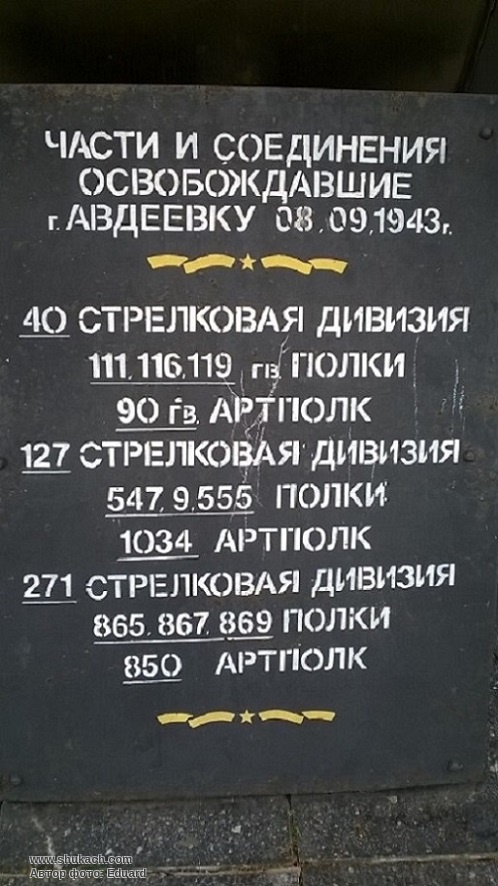 ЧАСТИ И СОЕДИНЕНИЯ
ОСВОБОЖДАВШИЕ
г. АВДЕЕВКУ 08.09.1943г.
40 СТРЕЛКОВАЯ ДИВИЗИЯ
111.116.119 гв. ПОЛКИ
90 гв. АРТПОЛК
127 СТРЕЛКОВАЯ ДИВИЗИЯ
547.9.555 ПОЛКИ
1034 АРТПОЛК
271 СТРЕЛКОВАЯ ДИВИЗИЯ
865.867.869 ПОЛКИ
850 АРТПОЛК
www.shukach.com
Автор фото: Eduard